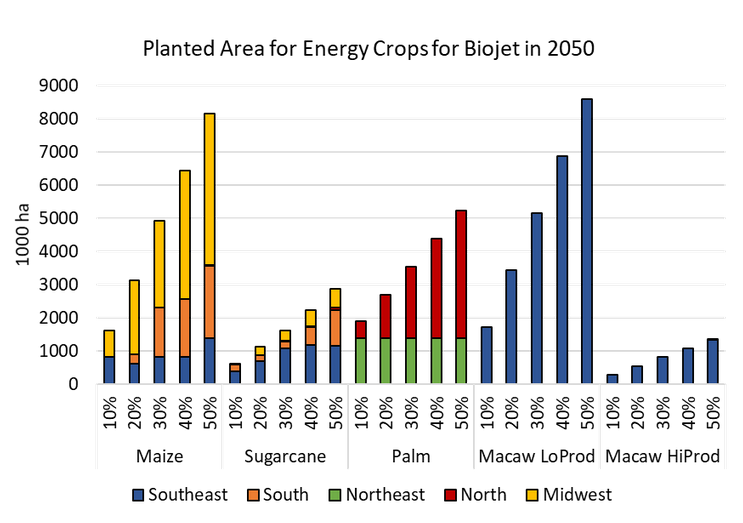 Planted Area for Energy Crops for Biojet in 2050
9000
8000
7000
6000
5000
4000
3000
2000
1000
0
1000 ha
10% 20% 30% 40% 50% 10% 20% 30% 40% 50% 10% 20% 30% 40% 50% 10% 20% 30% 40% 50% 10% 20% 30% 40% 50%
Maize Sugarcane Palm Macaw LoProd Macaw HiProd
Southeast South Northeast North Midwest